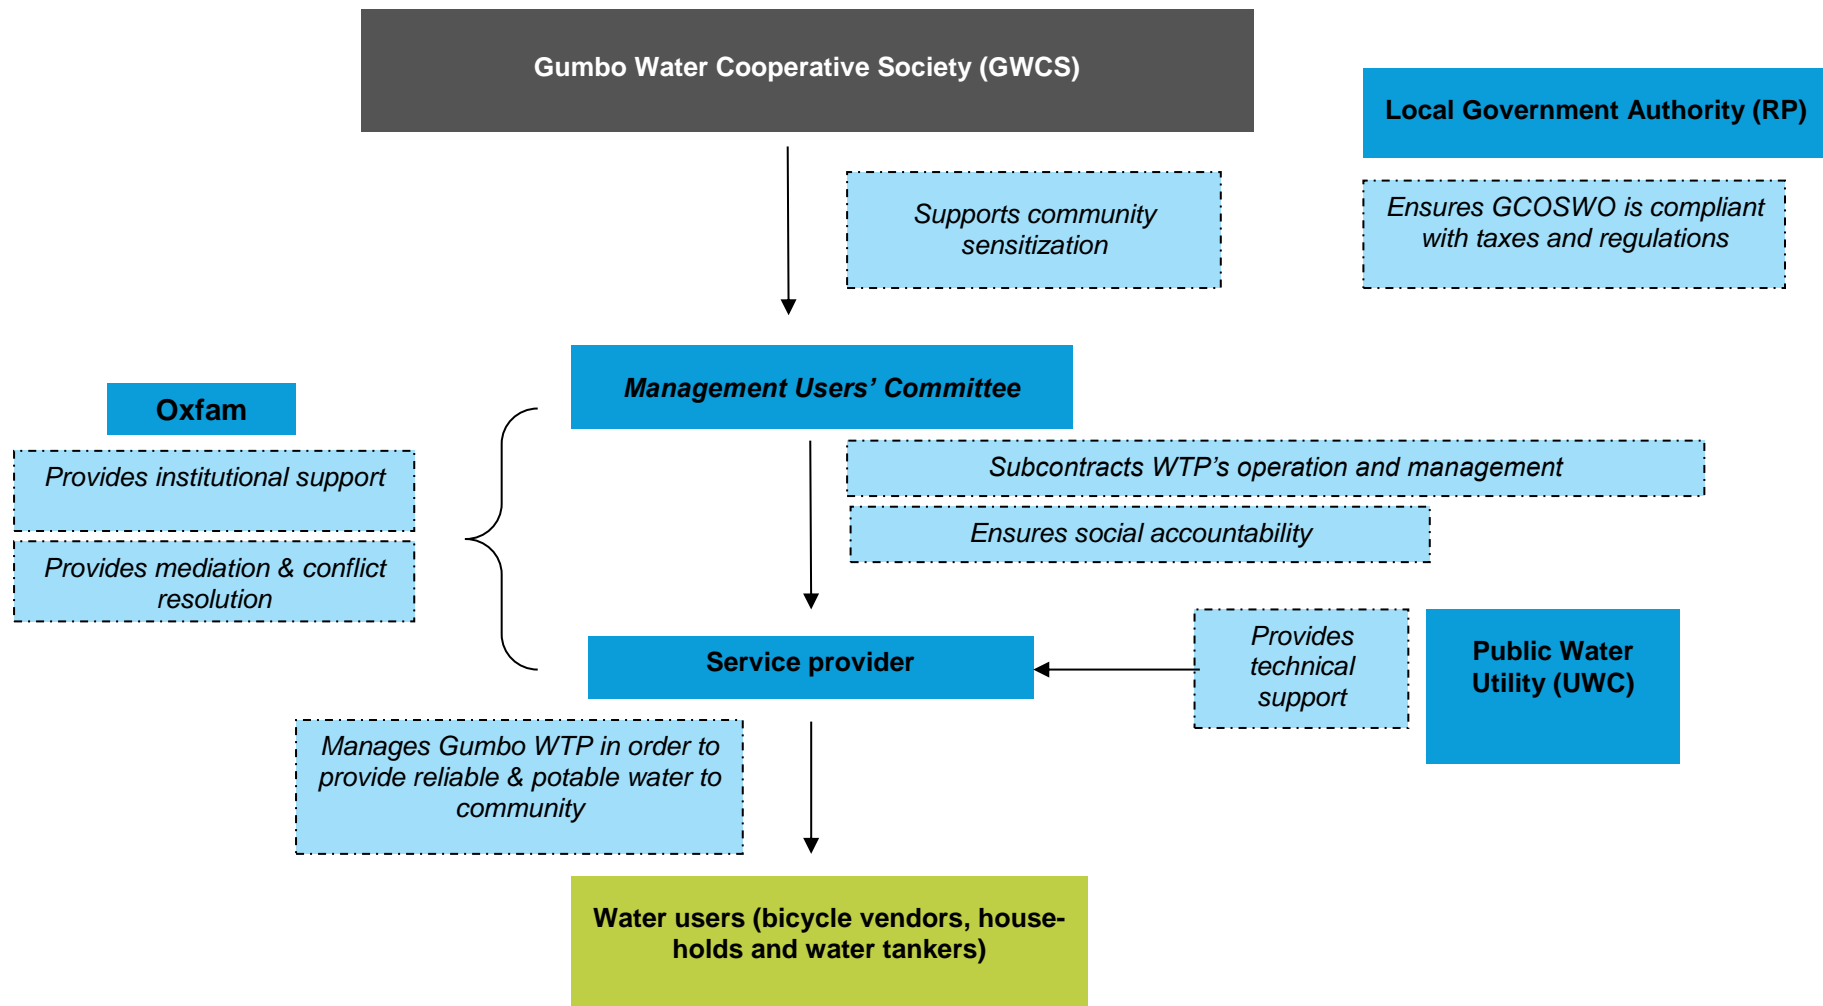 Gumbo Water Cooperative Society (GWCS)
Local Government Authority (RP)
Supports community
sensitization
Ensures GCOSWO is compliant
with taxes and regulations
Management Users’ Committee
Oxfam
Provides institutional support
Provides mediation & conflict
resolution
Subcontracts WTP’s operation and management
Ensures social accountability
Service provider
Provides
technical
support
Public Water
Utility (UWC)
Manages Gumbo WTP in order to
provide reliable & potable water to
community
Water users (bicycle vendors, house-
holds and water tankers)